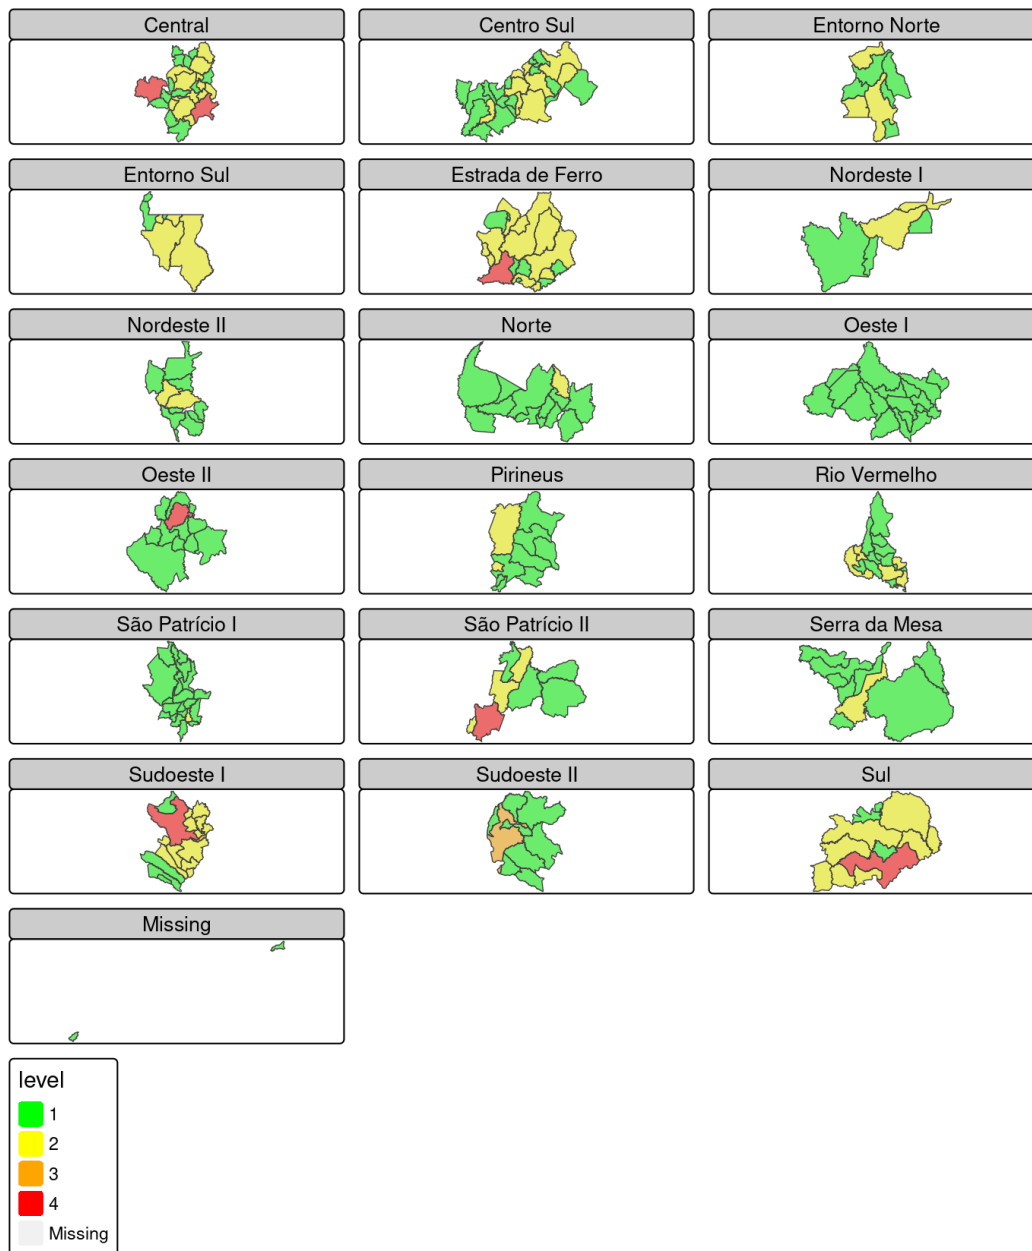 Central
Centro Sul
Entorno Norte
Entorno Sul
Estrada de Ferro
Nordeste I
Nordeste II
Norte
Oeste I
Oeste II
Pirineus
Rio Vermelho
São Patrício I
São Patrício II
Serra da Mesa
Sudoeste I
Sudoeste II
Sul
Missing
level
1
2
3
4
Missing